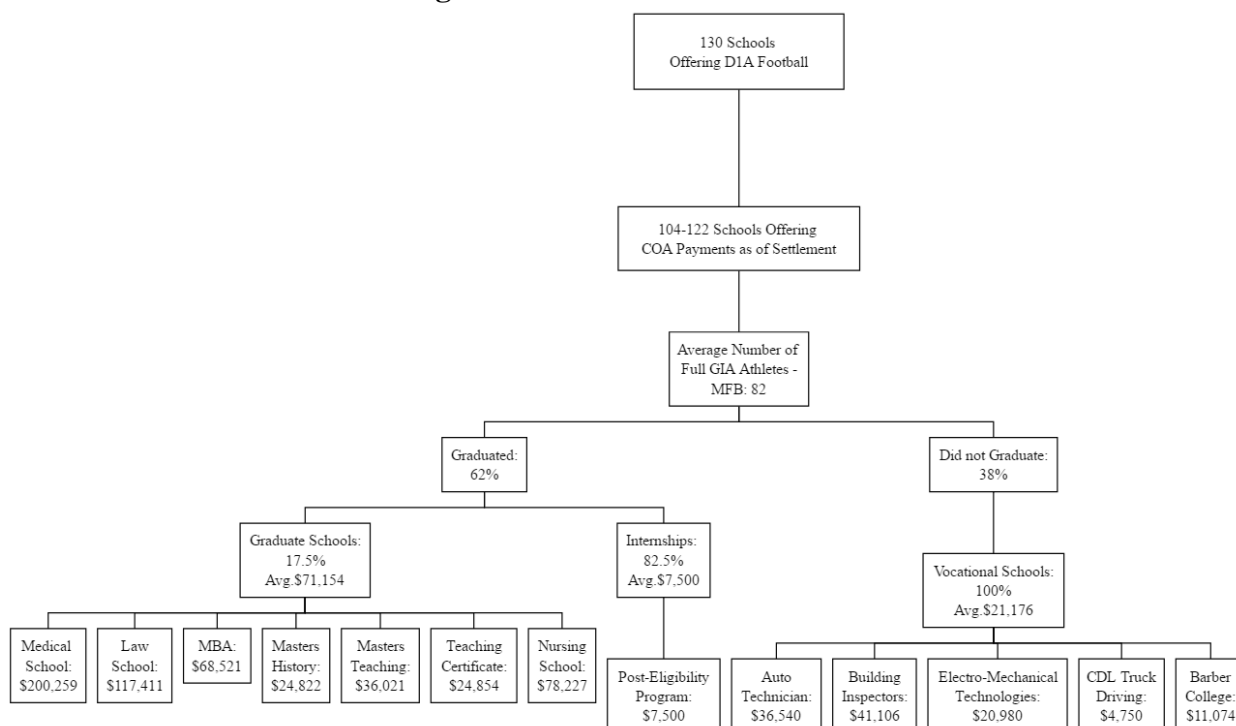 130 Schools
Offering D1A Football
104-122 Schools Offering
COA Payments as of Settlement
Average Number of
Full GIA Athletes -
MFB: 82
Graduated:
62%
Did not Graduate:
38%
Graduate Schools:
17.5%
Avg.$71,154
Internships:
82.5%
Avg.$7,500
Vocational Schools:
100%
Avg.$21,176
Medical
School:
$200,259
Law
School:
$117,411
MBA:
$68,521
Masters
History:
$24,822
Masters
Teaching:
$36,021
Teaching
Certificate:
$24,854
Nursing
School:
$78,227
Post-Eligibility
Program:
$7,500
Auto
Technician:
$36,540
Building
Inspectors:
$41,106
Electro-Mechanical
Technologies:
$20,980
CDL Truck
Driving:
$4,750
Barber
College:
$11,074